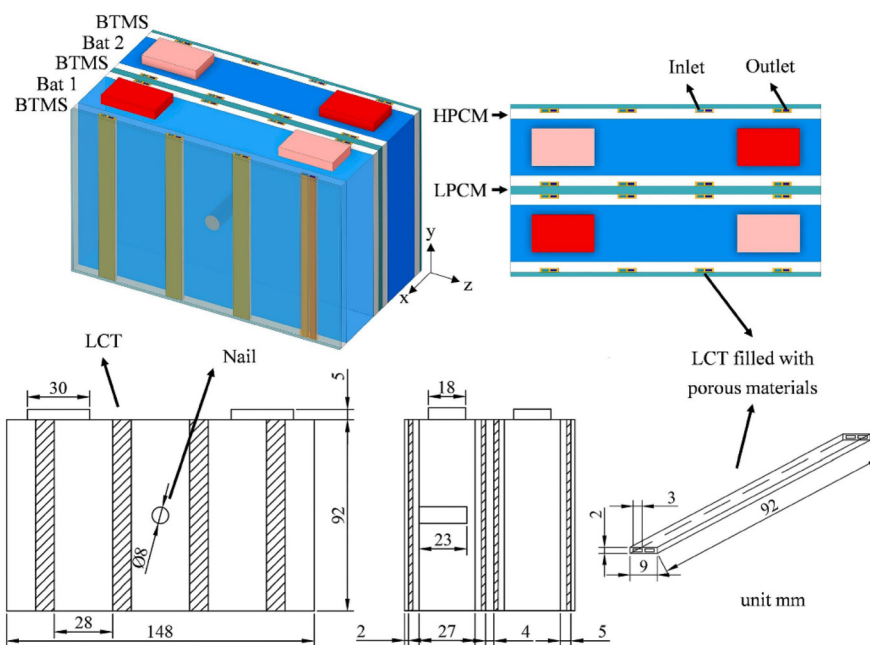 BTMS
Bat 2
BTMS
Bat 1
BTMS
y
z
x
Inlet
Outlet
HPCM
LPCM
LCT
Nail
LCT filled with
porous materials
30
5
18
92
Ø8
23
28
148
2
27
4
5
3
2
9
92
unit mm